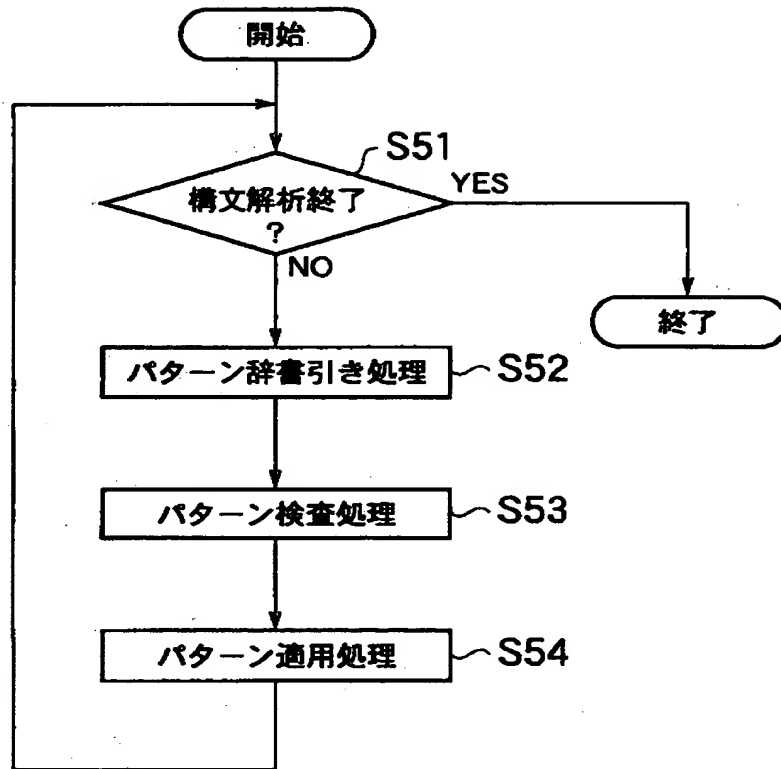 開始
S51
構文解析終了
?
YES
NO
終了
パターン辞書引き処理
S52
パターン検査処理
S53
パターン適用処理
S54